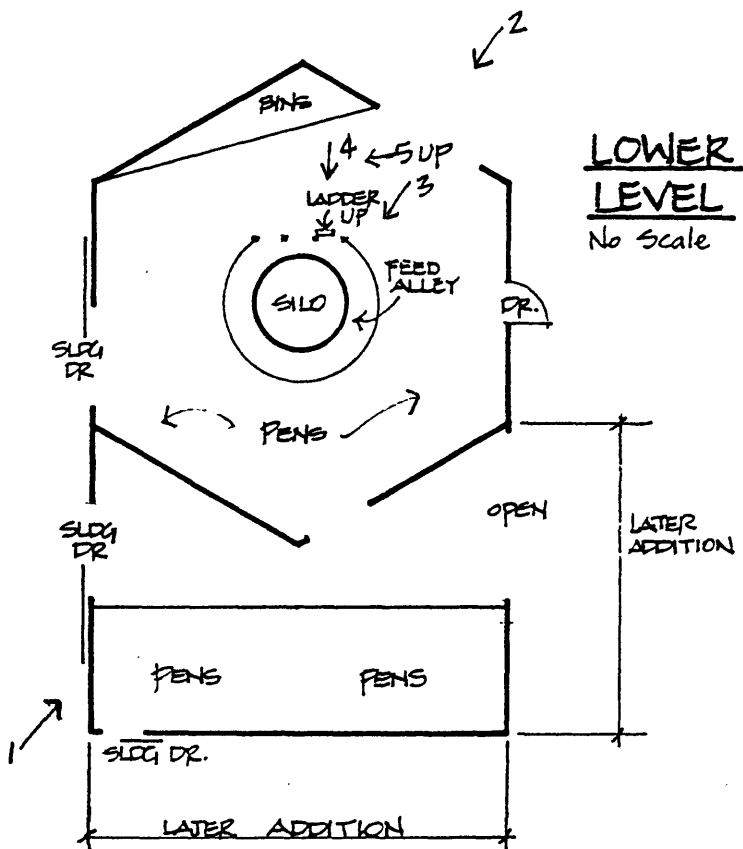 2
BINS
4 ← 5 UP
LOWER
LEVEL
No Scale
LADDER
UP
3
FEED
ALLEY
SILO
DR.
SLDG
DR
PENS
OPEN
SLDG
DR
LATER
ADDITION
PENS
PENS
1
SLDG DR.
LATER ADDITION